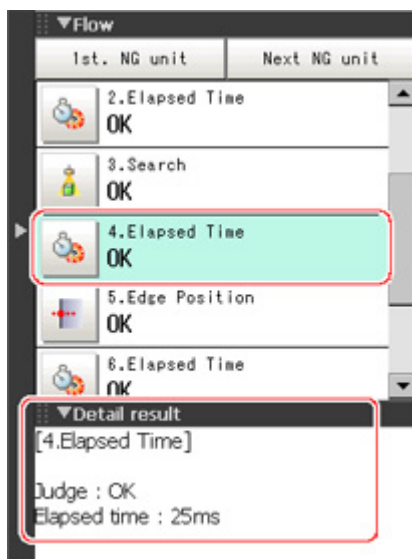 ▼Flow
1st. NG unit Next NG unit
2.Elapsed Time
OK
3.Search
OK
4.Elapsed Time
OK
5.Edge Position
OK
6.Elapsed Time
OK
▼Detail result
[4.Elapsed Time]
Judge : OK
Elapsed time : 25ms